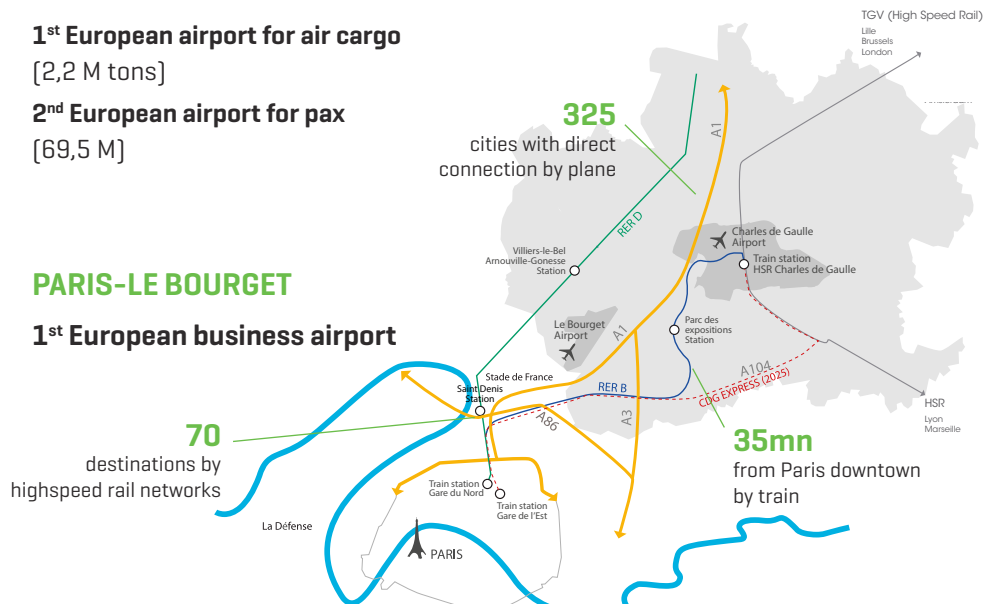 1st European airport for air cargo
(2,2 M tons)
2nd European airport for pax
(69,5 M)
PARIS-LE BOURGET
1st European business airport
TGV (High Speed Rail)
Lille
Brussels
London
325
cities with direct
connection by plane
A1
RER D
Charles de Gaulle
Airport
Train station
HSR Charles de Gaulle
Villiers-le-Bel
Arnouville-Gonesse
Station
Le Bourget
Airport
A1
Parc des
expositions
Station
Stade de France
Saint Denis
Station
RER B
A104
CDG EXPRESS (2025)
A86
A3
HSR
Lyon
Marseille
70
destinations by
highspeed rail networks
35mn
from Paris downtown
by train
Train station
Gare du Nord
Train station
Gare de l'Est
La Défense
PARIS